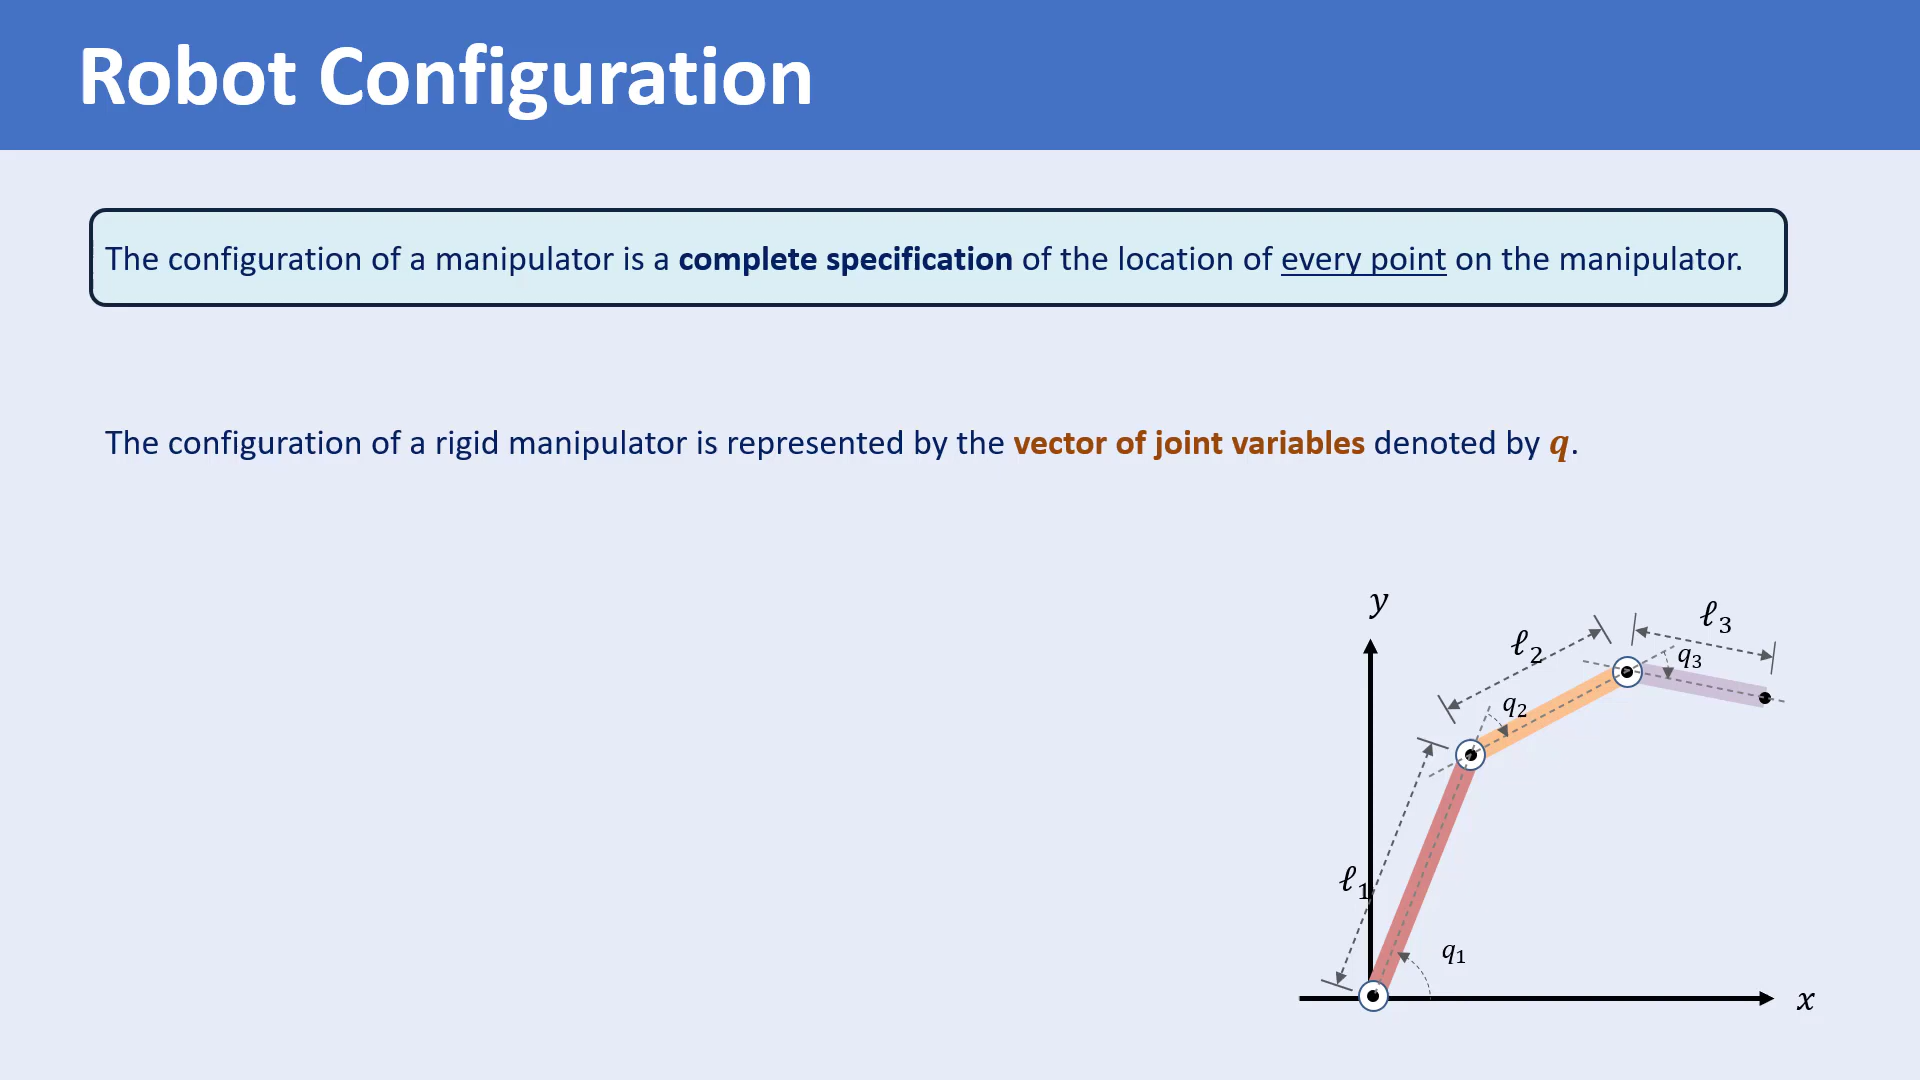 Robot Configuration
The configuration of a manipulator is a complete specification of the location of every point on the manipulator.
The configuration of a rigid manipulator is represented by the vector of joint variables denoted by q.
y
ℓ3
ℓ2
q3
q2
ℓ1
q1
x